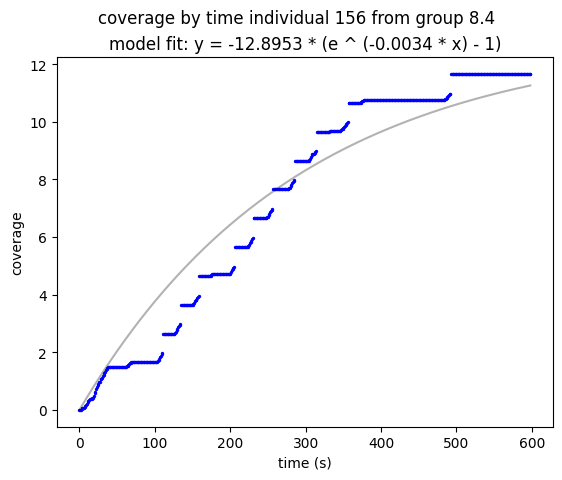 coverage by time individual 156 from group 8.4
model fit: y = -12.8953 * (e ^ (-0.0034 * x) - 1)
12
10
8
6
4
2
0
coverage
0 100 200 300 400 500 600
time (s)